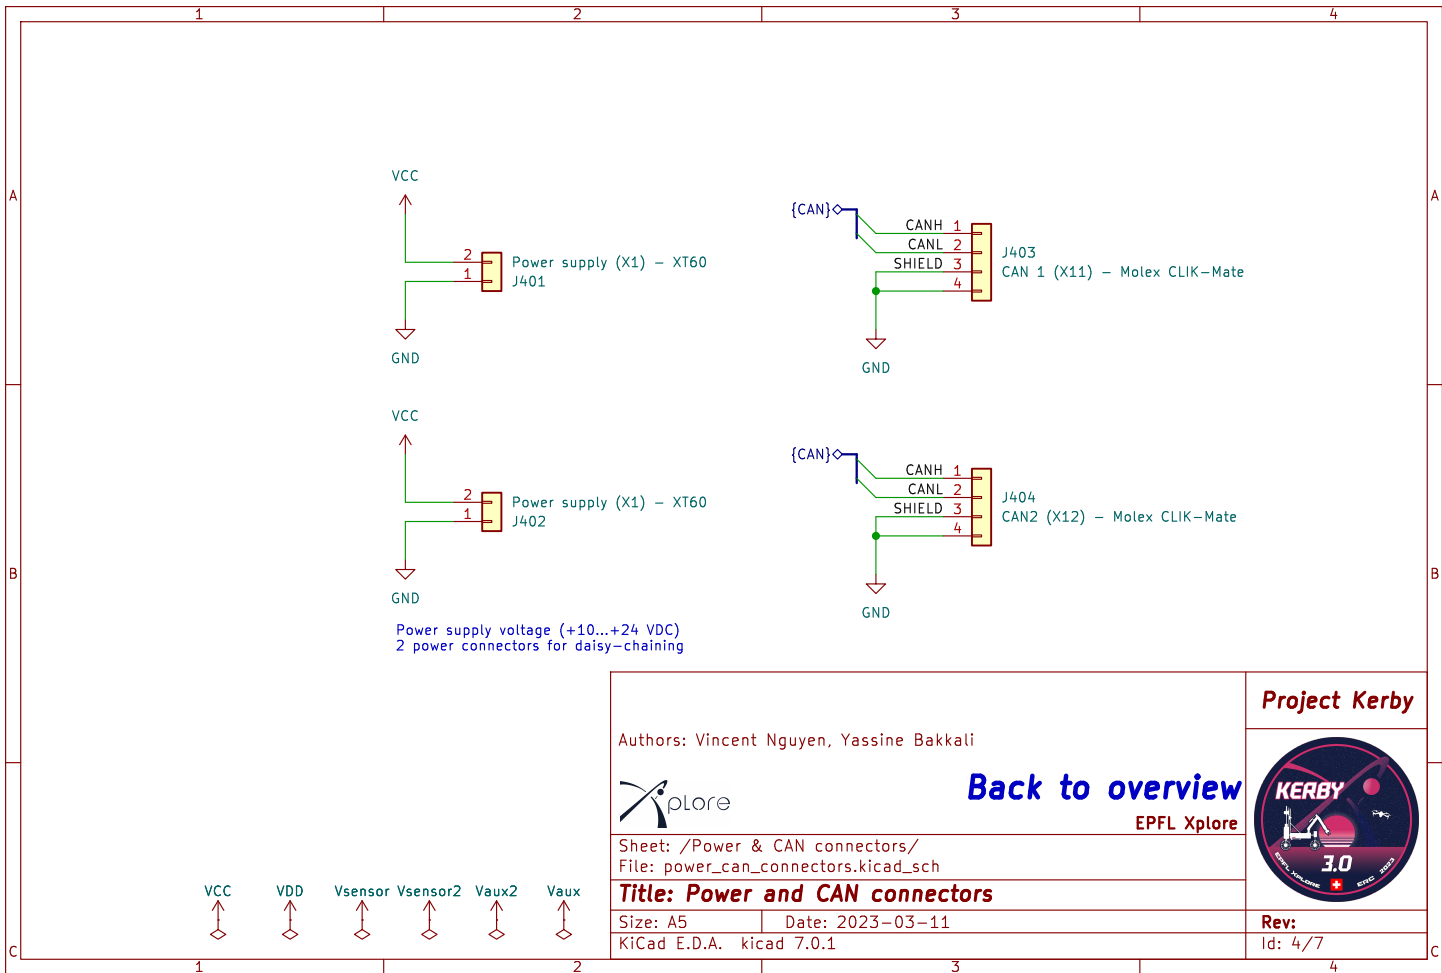 1 2 3 4
A A
VCC
2 Power supply (X1) – XT60
1 J401
GND
{CAN}
CANH 1
CANL 2
SHIELD 3
4
J403
CAN 1 (X11) – Molex CLIK–Mate
GND
VCC
2 Power supply (X1) – XT60
1 J402
GND
{CAN}
CANH 1
CANL 2
SHIELD 3
4
J404
CAN2 (X12) – Molex CLIK–Mate
GND
B B
Power supply voltage (+10...+24 VDC)
2 power connectors for daisy–chaining
Project Kerby
Authors: Vincent Nguyen, Yassine Bakkali
xplore
Back to overview
EPFL Xplore
KERBY
3.0
EPFL XPLORE ERC 2023
Sheet: /Power & CAN connectors/
File: power_can_connectors.kicad_sch
Title: Power and CAN connectors
Size: A5 Date: 2023–03–11 Rev:
KiCad E.D.A. kicad 7.0.1 Id: 4/7
VCC VDD Vsensor Vsensor2 Vaux2 Vaux
C C
1 2 3 4